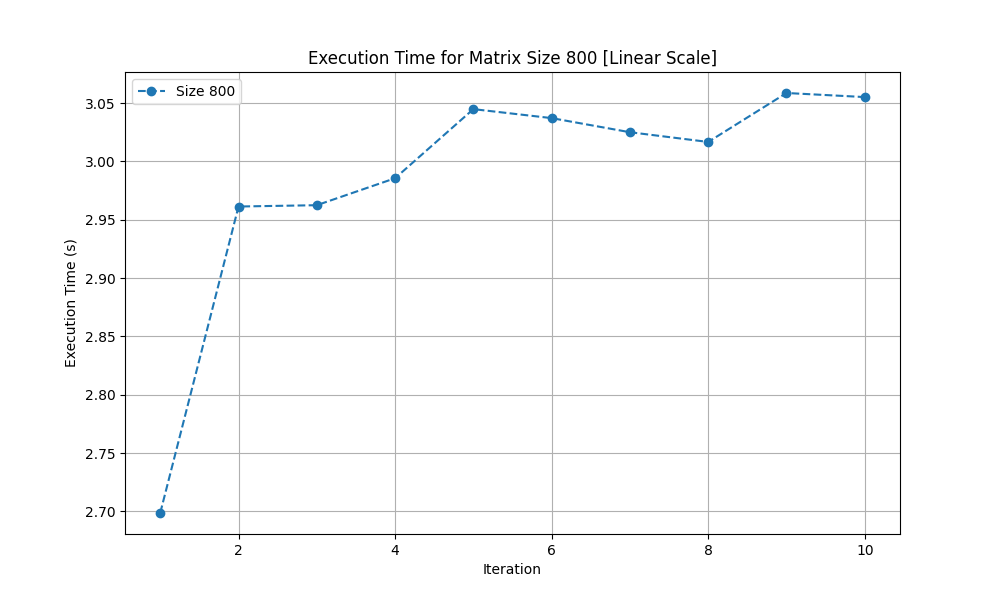 Execution Time for Matrix Size 800 [Linear Scale]
Size 800
3.05
3.00
2.95
2.90
2.85
2.80
2.75
2.70
Execution Time (s)
2 4 6 8 10
Iteration